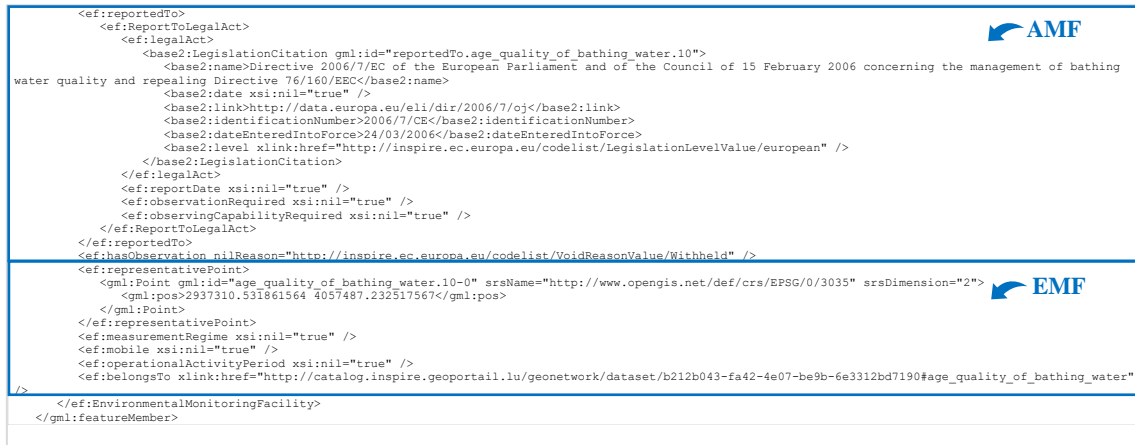 <ef:reportedTo>
<ef:ReportToLegalAct>
AMF
<ef:legalAct>
<base2:LegislationCitation gml:id="reportedTo.age_quality_of_bathing_water.10">
<base2:name>Directive 2006/7/EC of the European Parliament and of the Council of 15 February 2006 concerning the management of bathing
water quality and repealing Directive 76/160/EEC</base2:name>
<base2:date xsi:nil="true" />
<base2:link>http://data.europa.eu/eli/dir/2006/7/oj</base2:link>
<base2:identificationNumber>2006/7/CE</base2:identificationNumber>
<base2:dateEnteredIntoForce>24/03/2006</base2:dateEnteredIntoForce>
<base2:level xlink:href="http://inspire.ec.europa.eu/codelist/LegislationLevelValue/european" />
</base2:LegislationCitation>
</ef:legalAct>
<ef:reportDate xsi:nil="true" />
<ef:observationRequired xsi:nil="true" />
<ef:observingCapabilityRequired xsi:nil="true" />
</ef:ReportToLegalAct>
</ef:reportedTo>
<ef:hasObservation nilReason="http://inspire.ec.europa.eu/codelist/VoidReasonValue/Withheld" />
<ef:representativePoint>
<gml:Point gml:id="age_quality_of_bathing_water.10-0" srsName="http://www.opengis.net/def/crs/EPSG/0/3035" srsDimension="2">
EMF
<gml:pos>2937310.531861564 4057487.232517567</gml:pos>
</gml:Point>
</ef:representativePoint>
<ef:measurementRegime xsi:nil="true" />
<ef:mobile xsi:nil="true" />
<ef:operationalActivityPeriod xsi:nil="true" />
<ef:belongsTo xlink:href="http://catalog.inspire.geoportail.lu/geonetwork/dataset/b212b043-fa42-4e07-be9b-6e3312bd7190#age_quality_of_bathing_water"
/>
</ef:EnvironmentalMonitoringFacility>
</gml:featureMember>